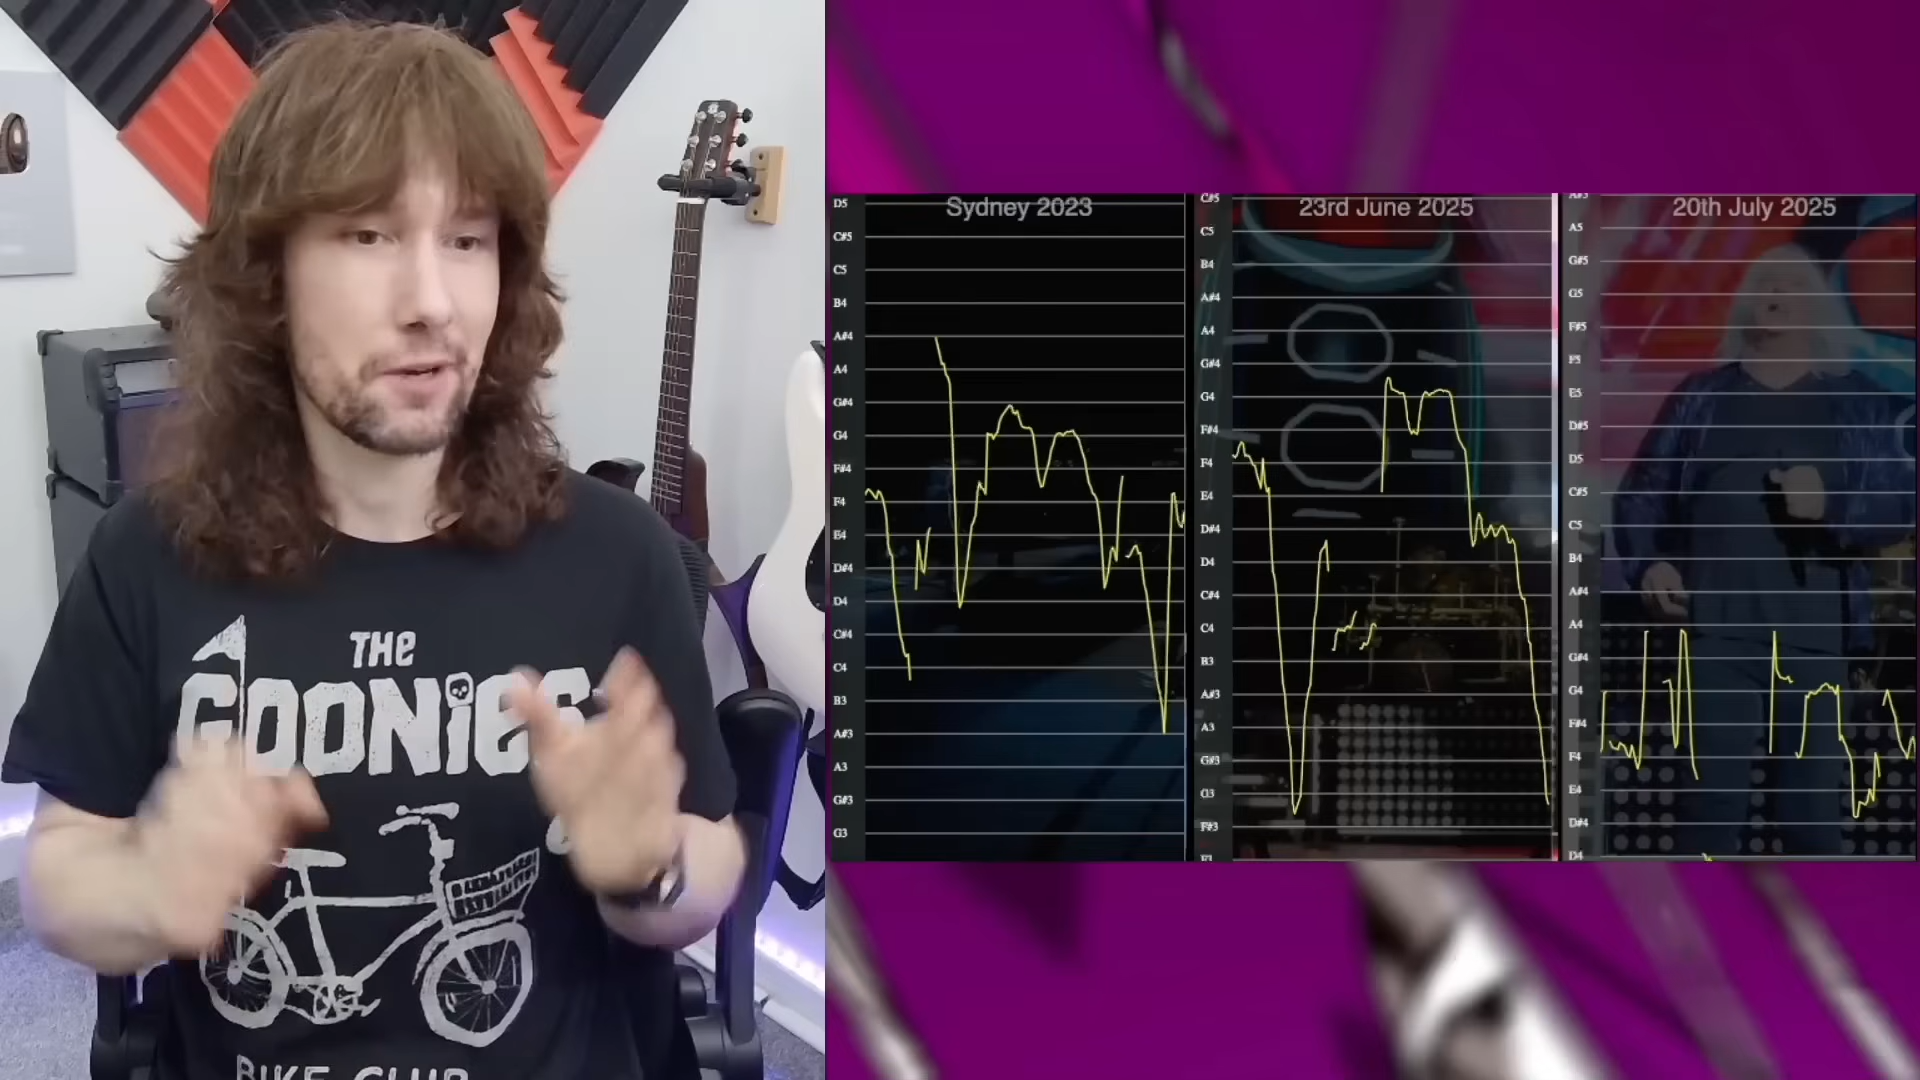 THE
GOONIES
BIKE CLUB
Sydney 2023
D5
C#5
C5
B4
A#4
A4
G#4
G4
F#4
F4
E4
D#4
D4
C#4
C4
B3
A#3
A3
G#3
G3
23rd June 2025
C#5
C5
B4
A#4
A4
G#4
G4
F#4
F4
E4
D#4
D4
C#4
C4
B3
A#3
A3
G#3
G3
F#3
20th July 2025
A5
G#5
G5
F#5
F5
E5
D#5
D5
C#5
C5
B4
A#4
A4
G#4
G4
F#4
F4
E4
D#4
D4